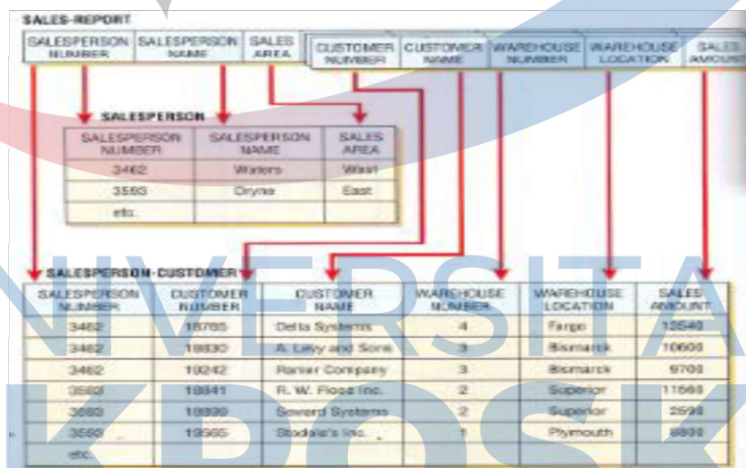 SALES-REPORT
SALESPERSON NUMBER SALESPERSON NAME SALES AREA CUSTOMER NUMBER CUSTOMER NAME WAREHOUSE NUMBER WAREHOUSE LOCATION SALES AMOUNT
SALESPERSON
SALESPERSON NUMBER SALESPERSON NAME SALES AREA
3462 Waters West
3593 Dryne East
etc.
SALESPERSON-CUSTOMER
SALESPERSON NUMBER CUSTOMER NUMBER CUSTOMER NAME WAREHOUSE NUMBER WAREHOUSE LOCATION SALES AMOUNT
3462 18765 Delta Systems 4 Fargo 13540
3462 18830 A. Levy and Sons 3 Bismarck 10600
3462 19242 Ranier Company 3 Bismarck 9700
3593 18841 R. W. Flood Inc. 2 Superior 11560
3593 18899 Seward Systems 2 Superior 2590
3593 19565 Stodola's Inc. 1 Plymouth 8800
etc.